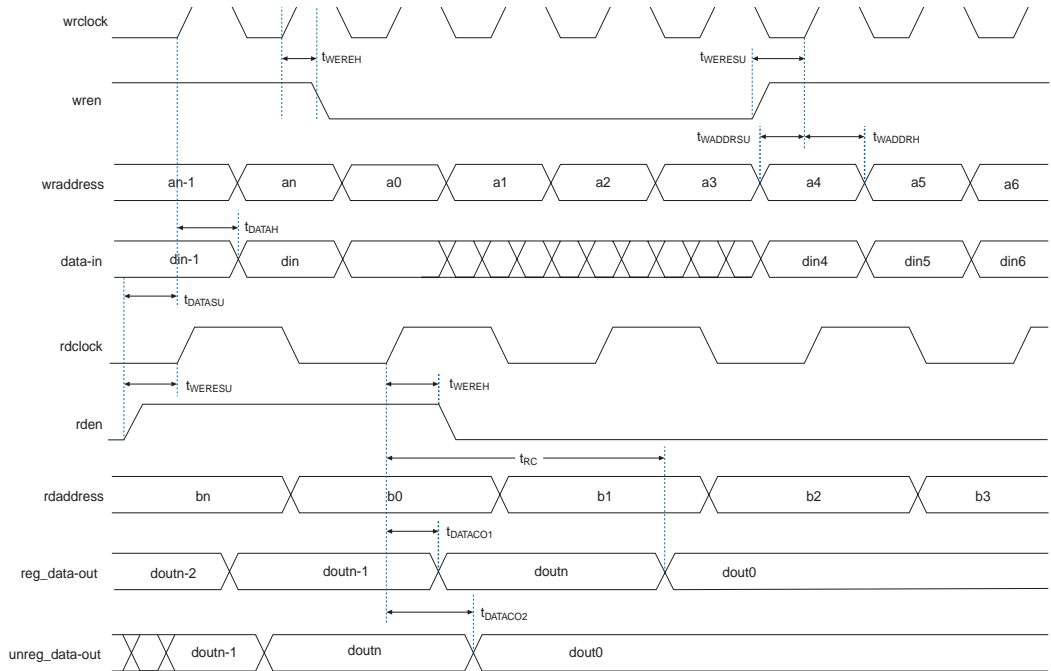 wrclock
tWEREH tWERESU
wren
tWADDRSU tWADDRH
wraddress an-1 an a0 a1 a2 a3 a4 a5 a6
tDATAH
data-in din-1 din din4 din5 din6
tDATASU
rdclock
tWERESU tWEREH
rden
tRC
rdaddress bn b0 b1 b2 b3
tDATACO1
reg_data-out doutn-2 doutn-1 doutn dout0
tDATACO2
unreg_data-out doutn-1 doutn dout0